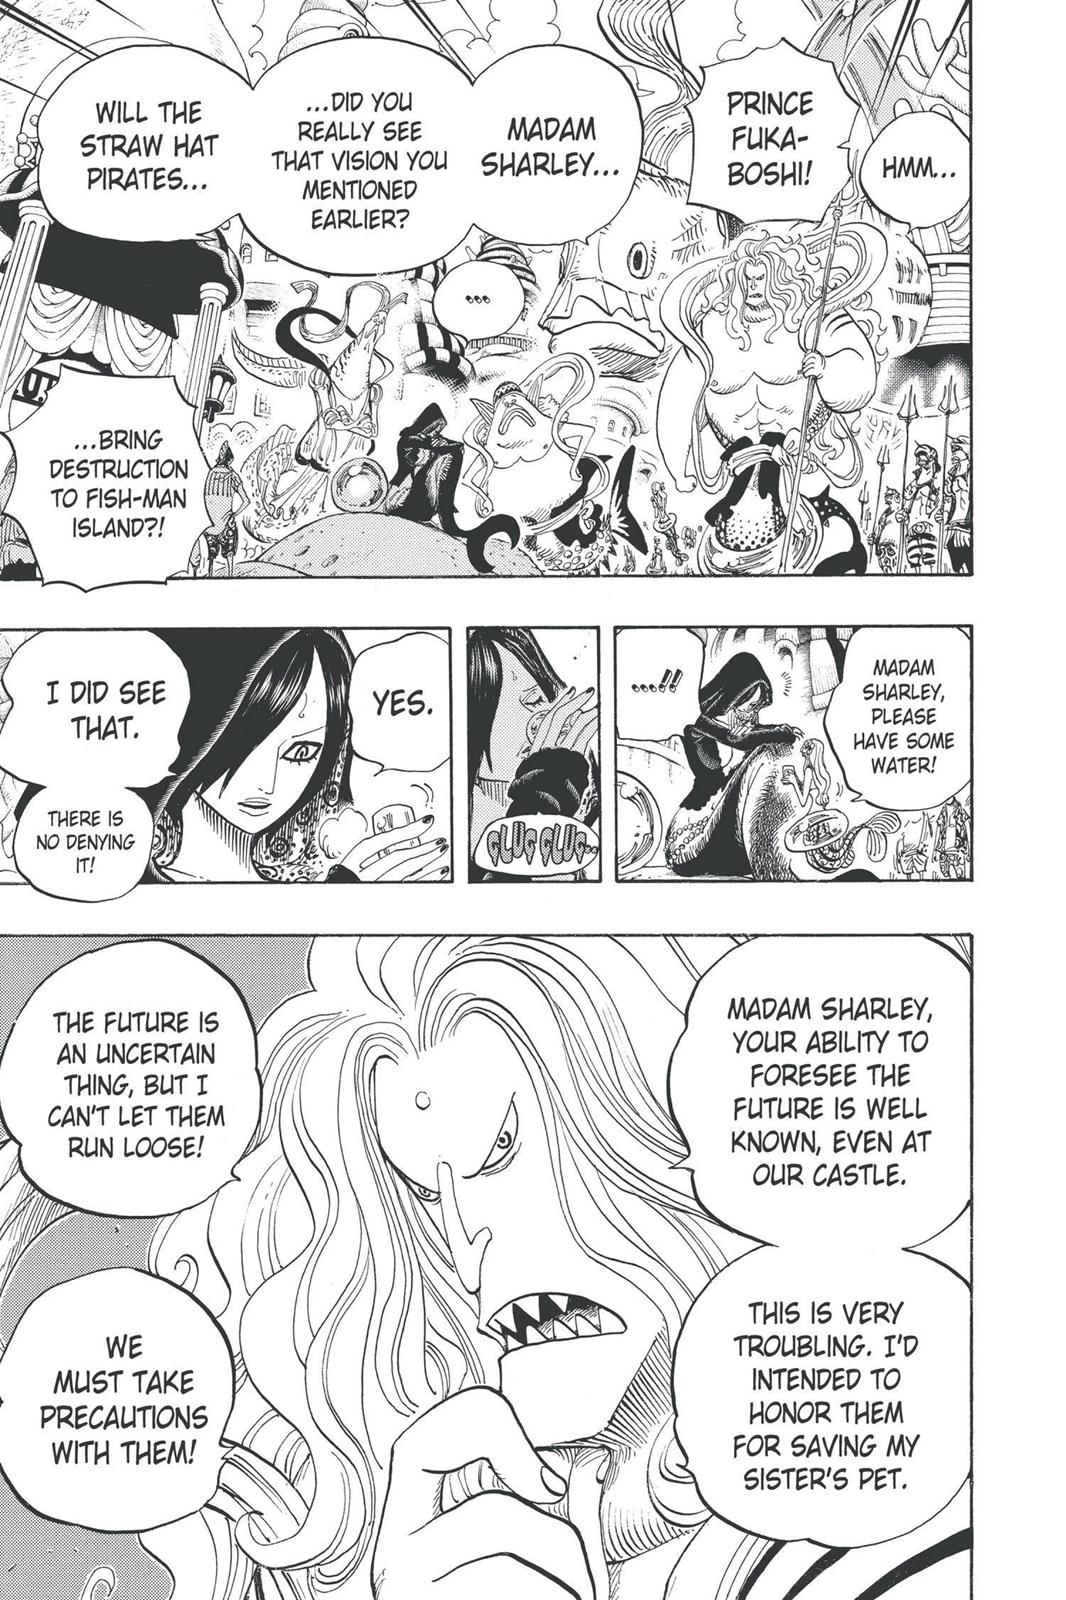 HMM...
PRINCE
FUKA-
BOSHI!
MADAM
SHARLEY...
...DID YOU
REALLY SEE
THAT VISION YOU
MENTIONED
EARLIER?
...
WILL THE
STRAW HAT
PIRATES...
...BRING
DESTRUCTION
TO FISH-MAN
ISLAND?!
MADAM
SHARLEY,
PLEASE
HAVE SOME
WATER!
...!!
GLUG GLUG...
YES.
I DID SEE
THAT.
THERE IS
NO DENYING
IT!
MADAM SHARLEY,
YOUR ABILITY TO
FORESEE THE
FUTURE IS WELL
KNOWN, EVEN AT
OUR CASTLE.
THIS IS VERY
TROUBLING. I'D
INTENDED TO
HONOR THEM
FOR SAVING MY
SISTER'S PET.
THE FUTURE IS
AN UNCERTAIN
THING, BUT I
CAN'T LET THEM
RUN LOOSE!
WE
MUST TAKE
PRECAUTIONS
WITH THEM!